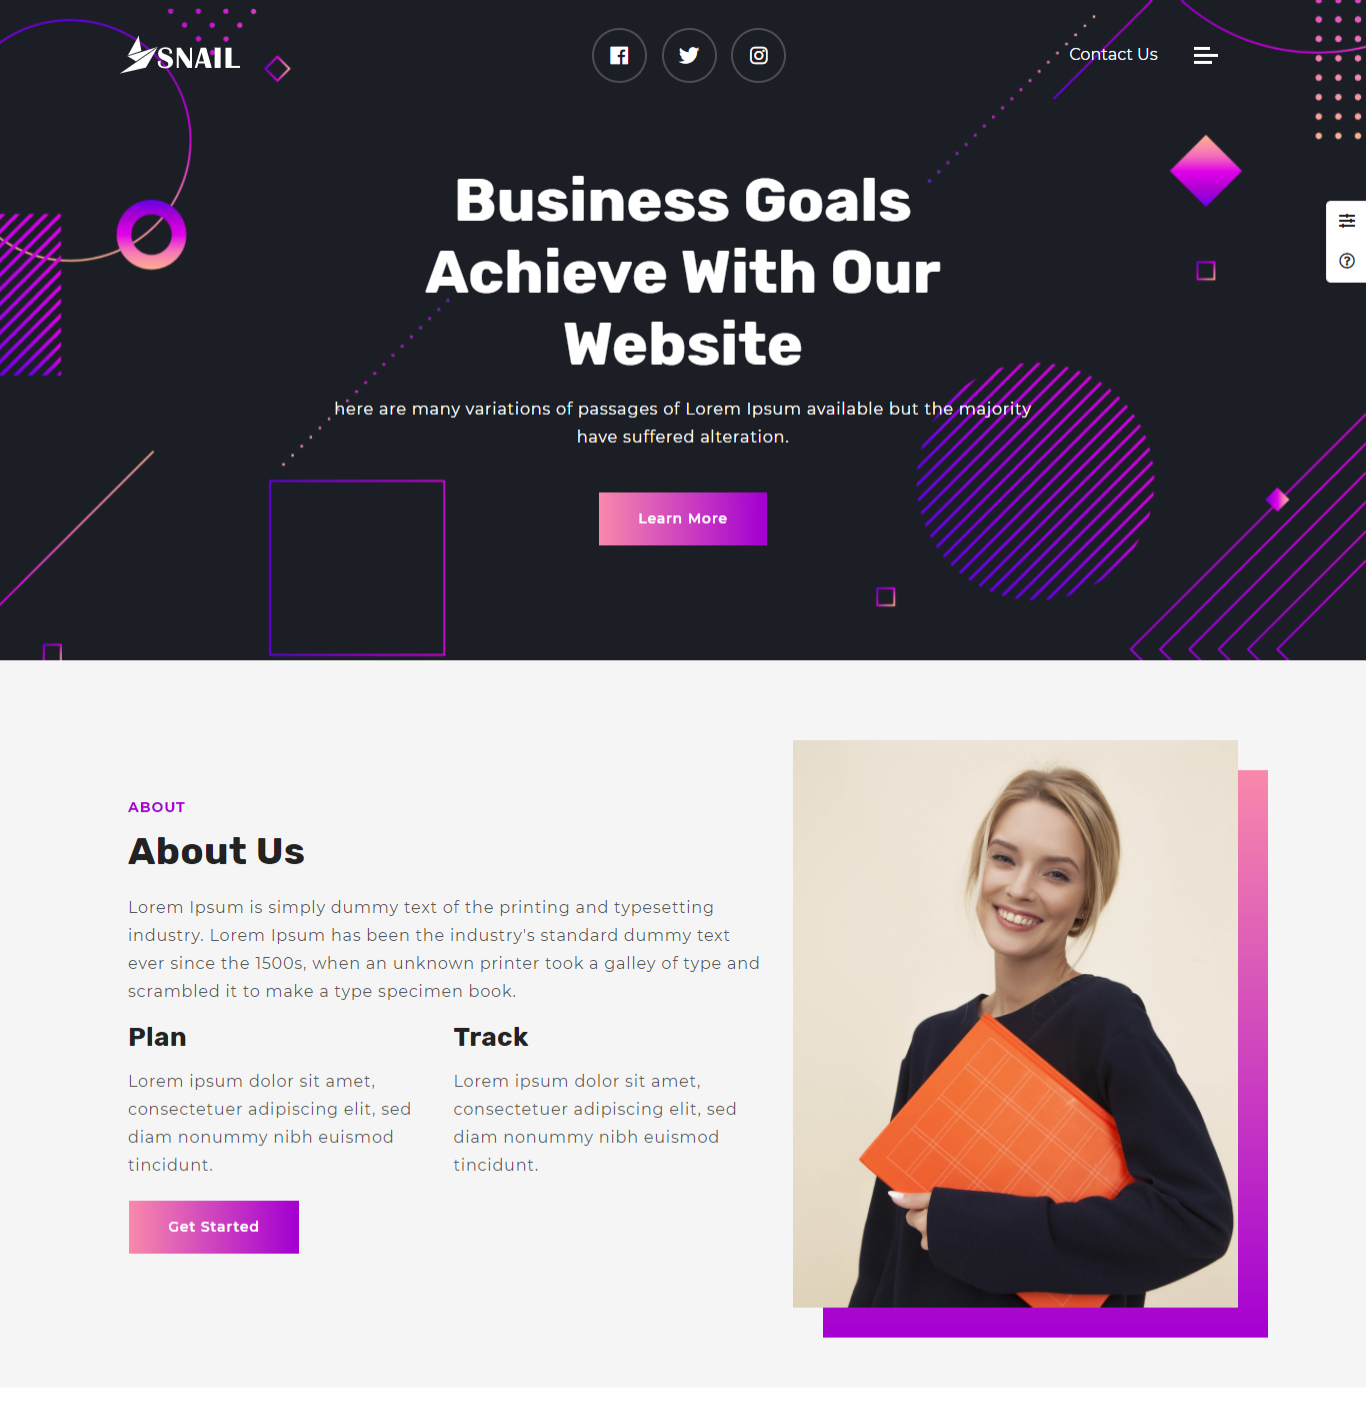 SNAIL
Contact Us
Business Goals
Achieve With Our
Website
here are many variations of passages of Lorem Ipsum available but the majority
have suffered alteration.
Learn More
ABOUT
About Us
Lorem Ipsum is simply dummy text of the printing and typesetting
industry. Lorem Ipsum has been the industry's standard dummy text
ever since the 1500s, when an unknown printer took a galley of type and
scrambled it to make a type specimen book.
Plan
Lorem ipsum dolor sit amet,
consectetuer adipiscing elit, sed
diam nonummy nibh euismod
tincidunt.
Track
Lorem ipsum dolor sit amet,
consectetuer adipiscing elit, sed
diam nonummy nibh euismod
tincidunt.
Get Started